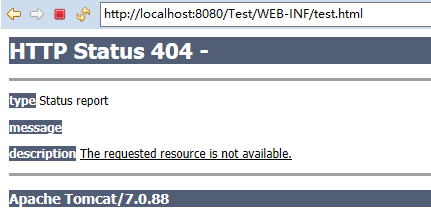 http://localhost:8080/Test/WEB-INF/test.html
HTTP Status 404 -
type Status report
message
description The requested resource is not available.
Apache Tomcat/7.0.88